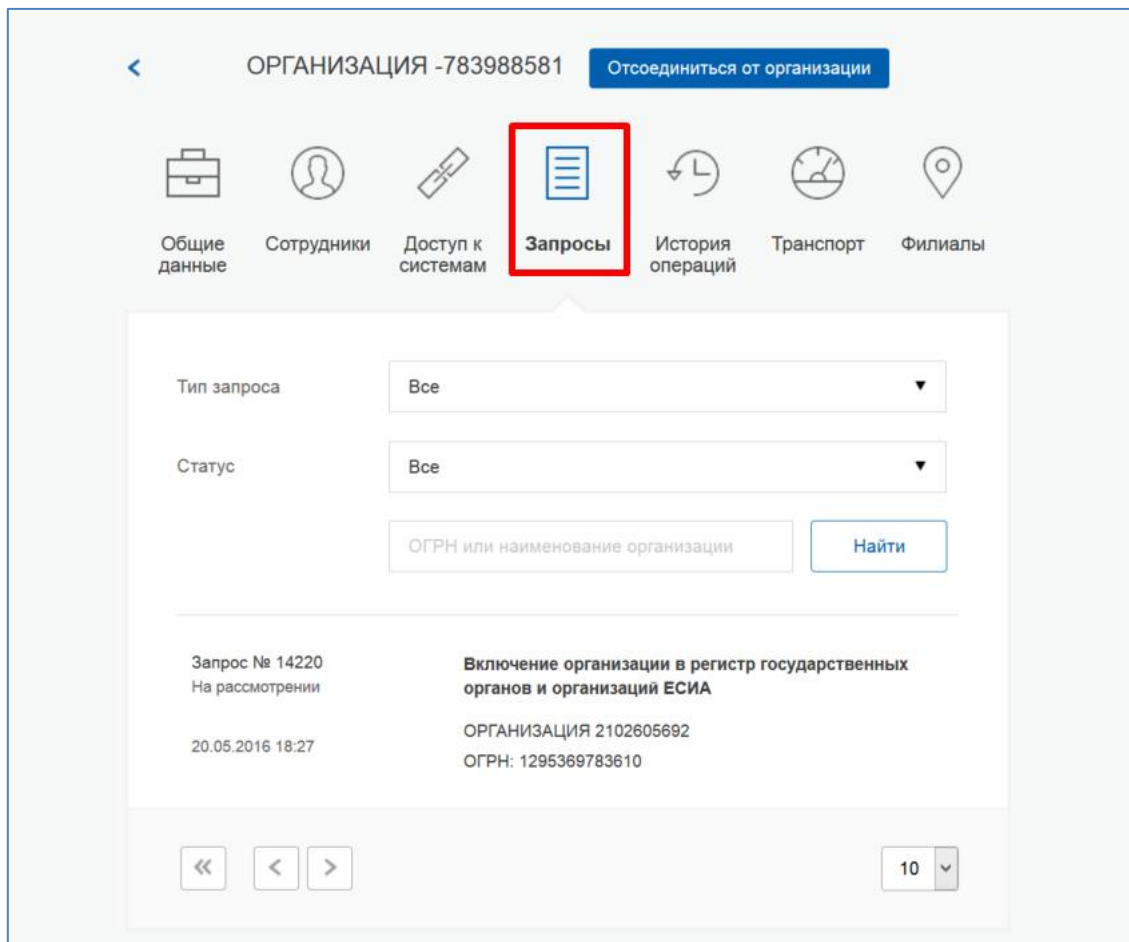 ОРГАНИЗАЦИЯ -783988581
Отсоединиться от организации
Общие
данные
Сотрудники
Доступ к
системам
Запросы
История
операций
Транспорт
Филиалы
Тип запроса
Все
Статус
Все
ОГРН или наименование организации
Найти
Запрос № 14220
На рассмотрении
20.05.2016 18:27
Включение организации в регистр государственных
органов и организаций ЕСИА
ОРГАНИЗАЦИЯ 2102605692
ОГРН: 1295369783610
10